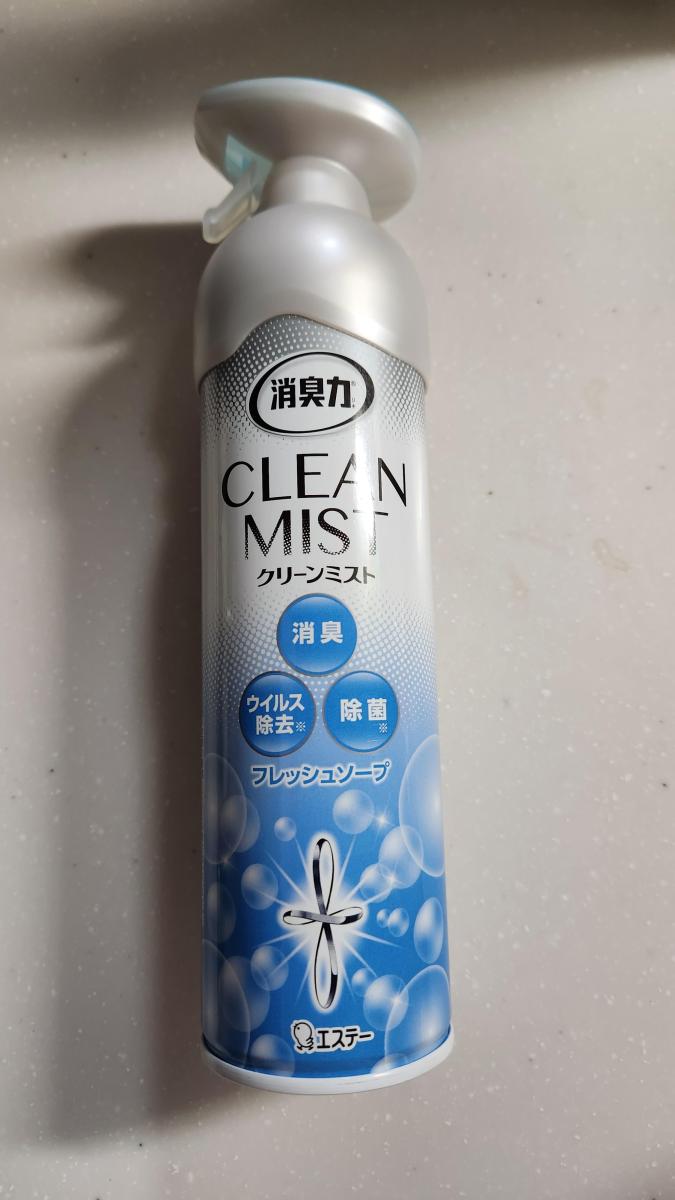 消臭力
CLEAN
MIST
クリーンミスト
消臭
ウイルス
除去※
除菌
※
フレッシュソープ
エステー